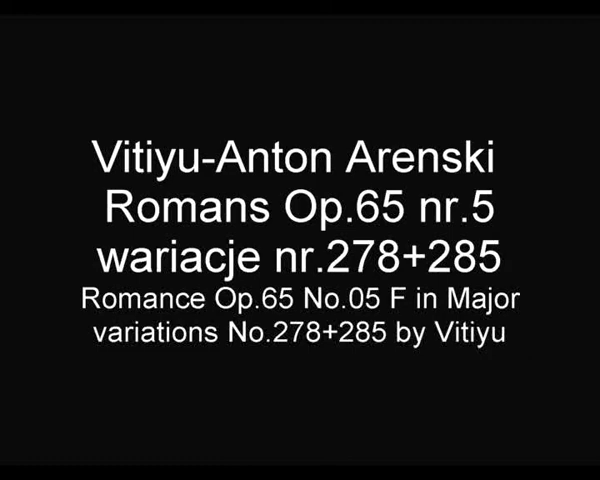 Vitiyu-Anton Arenski
Romans Op.65 nr.5
wariacje nr.278+285
Romance Op.65 No.05 F in Major
variations No.278+285 by Vitiyu